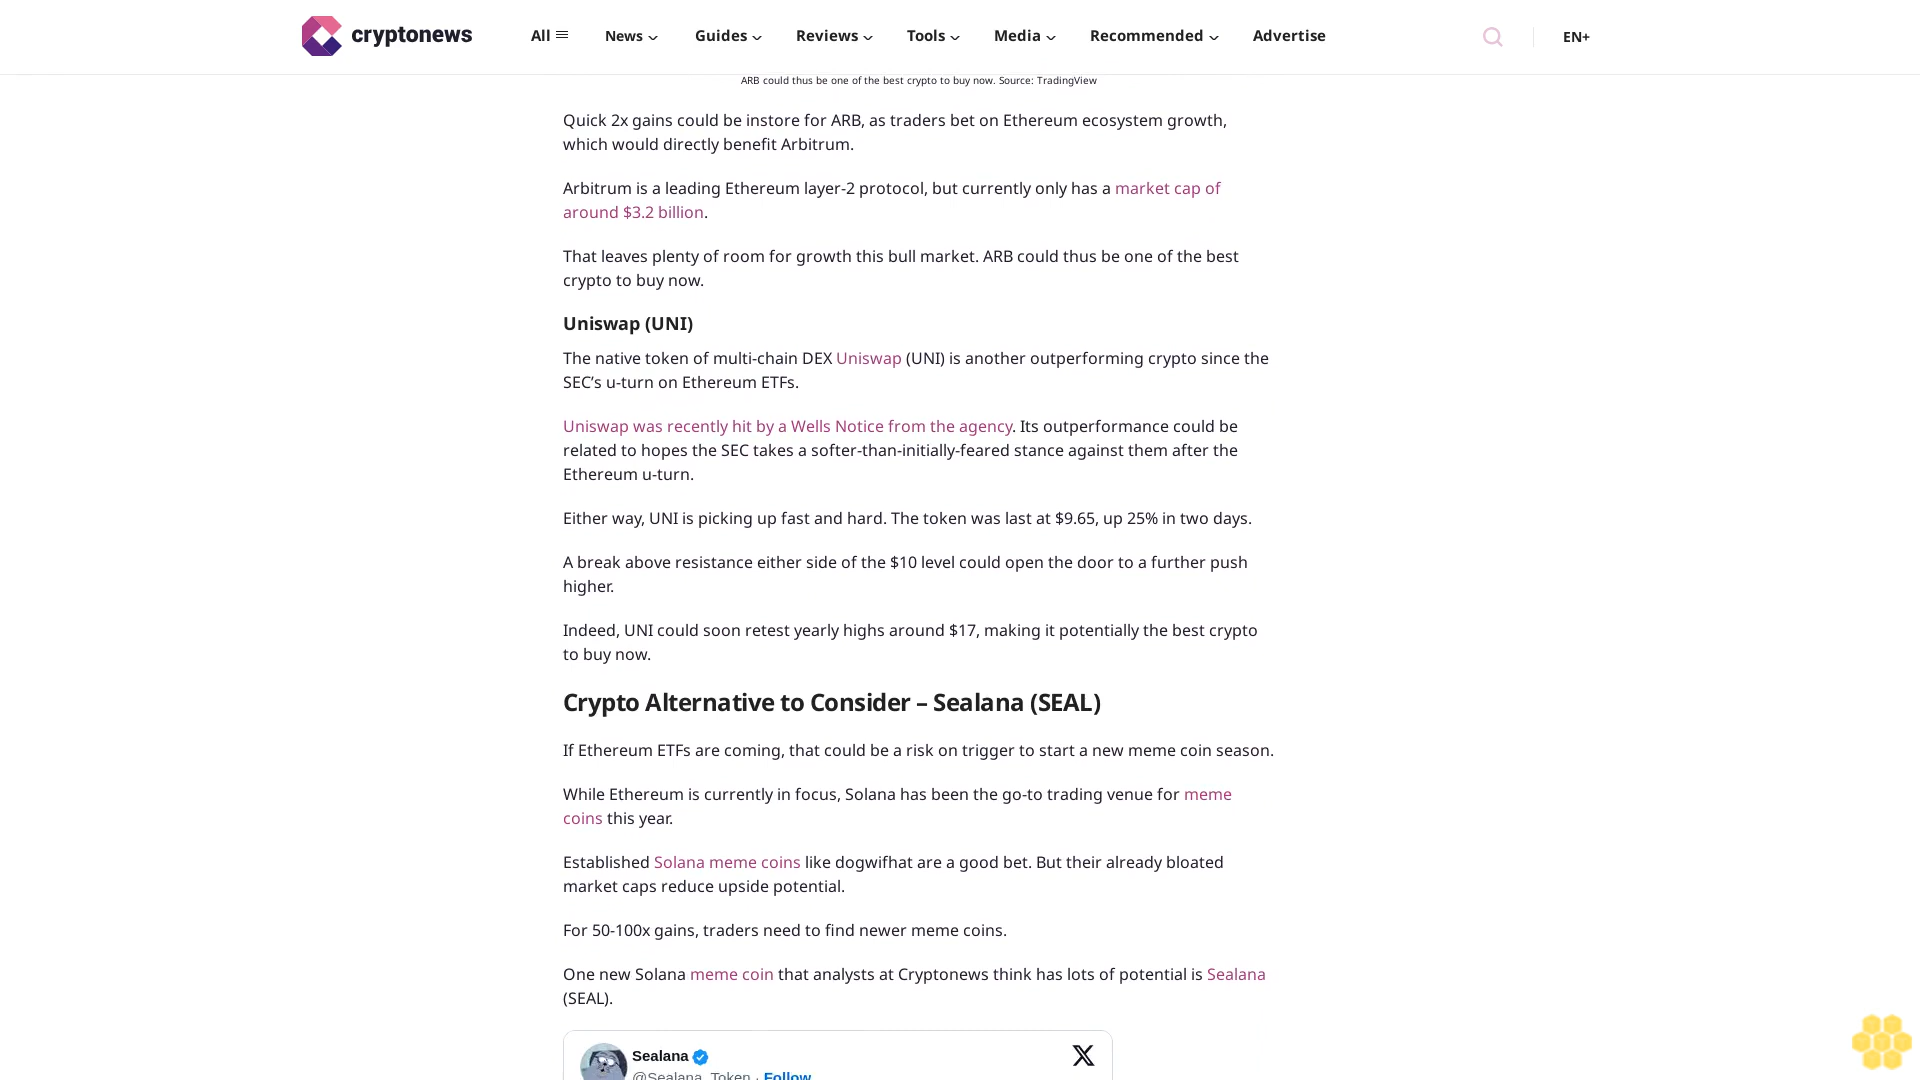 cryptonews
All News Guides Reviews Tools Media Recommended Advertise EN+
ARB could thus be one of the best crypto to buy now. Source: TradingView
Quick 2x gains could be instore for ARB, as traders bet on Ethereum ecosystem growth,
which would directly benefit Arbitrum.
Arbitrum is a leading Ethereum layer-2 protocol, but currently only has a market cap of
around $3.2 billion.
That leaves plenty of room for growth this bull market. ARB could thus be one of the best
crypto to buy now.
Uniswap (UNI)
The native token of multi-chain DEX Uniswap (UNI) is another outperforming crypto since the
SEC’s u-turn on Ethereum ETFs.
Uniswap was recently hit by a Wells Notice from the agency. Its outperformance could be
related to hopes the SEC takes a softer-than-initially-feared stance against them after the
Ethereum u-turn.
Either way, UNI is picking up fast and hard. The token was last at $9.65, up 25% in two days.
A break above resistance either side of the $10 level could open the door to a further push
higher.
Indeed, UNI could soon retest yearly highs around $17, making it potentially the best crypto
to buy now.
Crypto Alternative to Consider – Sealana (SEAL)
If Ethereum ETFs are coming, that could be a risk on trigger to start a new meme coin season.
While Ethereum is currently in focus, Solana has been the go-to trading venue for meme
coins this year.
Established Solana meme coins like dogwifhat are a good bet. But their already bloated
market caps reduce upside potential.
For 50-100x gains, traders need to find newer meme coins.
One new Solana meme coin that analysts at Cryptonews think has lots of potential is Sealana
(SEAL).
Sealana
@Sealana_Token · Follow